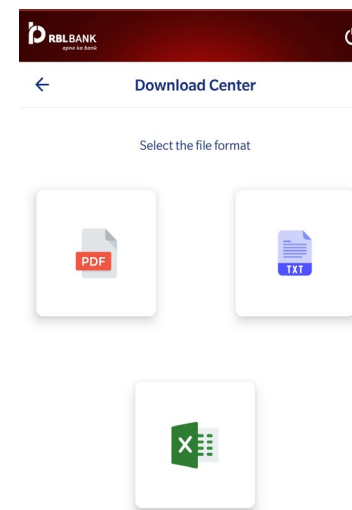 RBLBANK
apno ka bank
Download Center
Select the file format
PDF
TXT
X